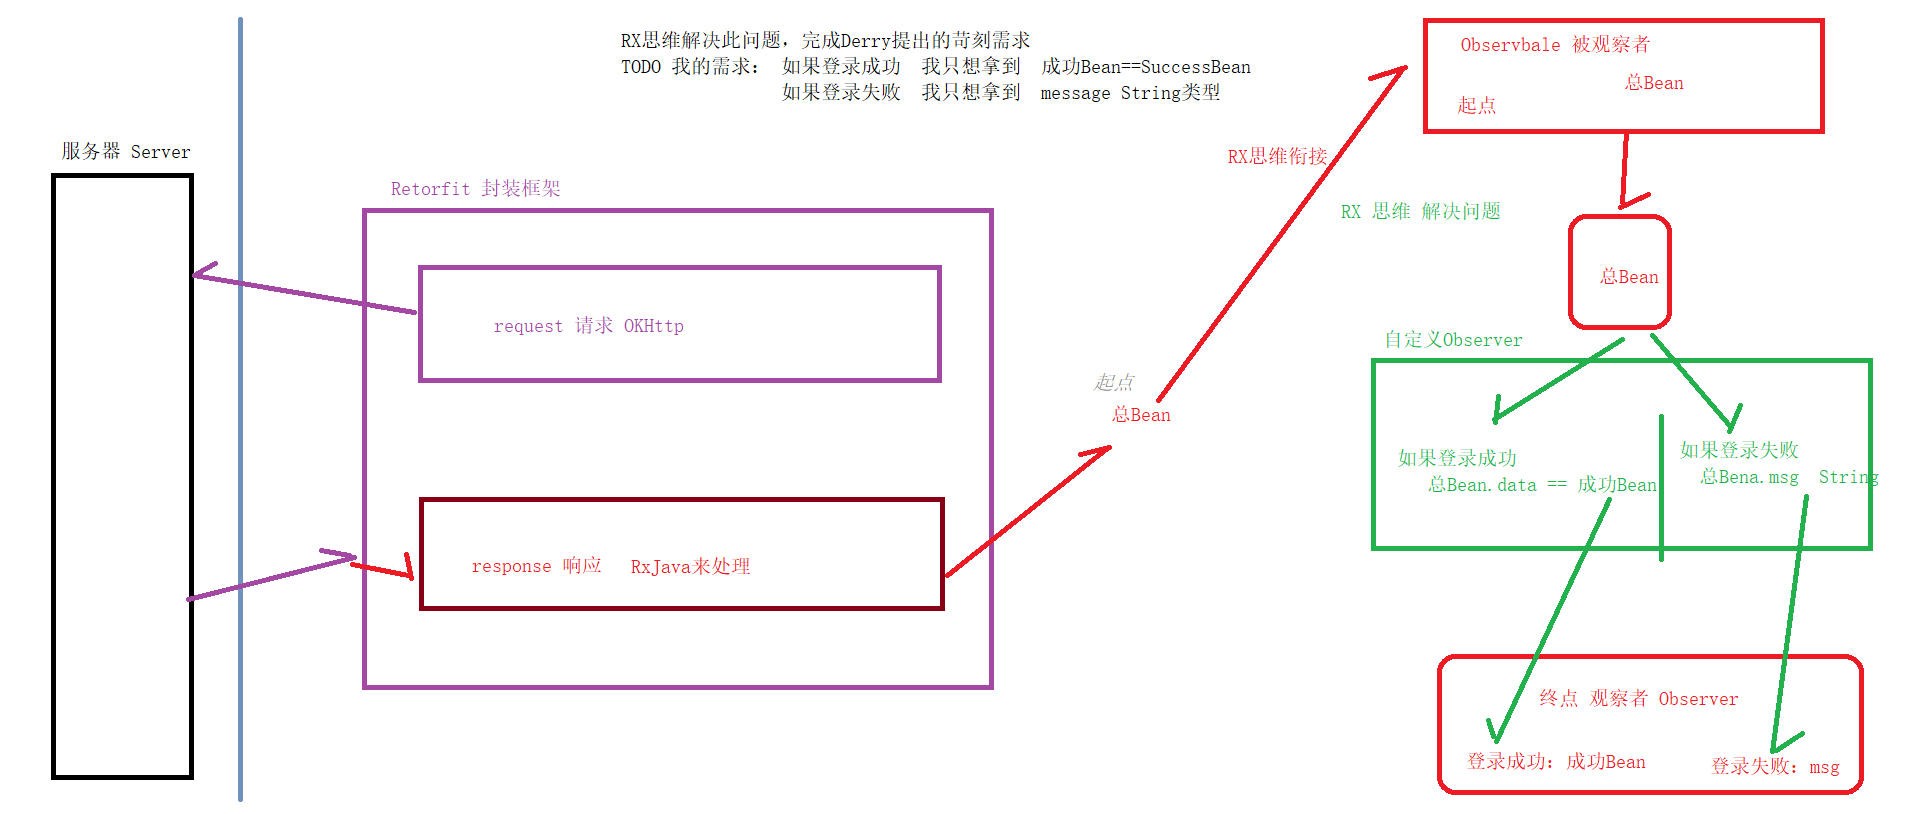 RX思维解决此问题，完成Derry提出的苛刻需求
TODO 我的需求： 如果登录成功 我只想拿到 成功Bean==SuccessBean
如果登录失败 我只想拿到 message String类型
服务器 Server
Retorfit 封装框架
request 请求 OKHttp
response 响应 RxJava来处理
起点
总Bean
RX思维衔接
RX 思维 解决问题
Observbale 被观察者
总Bean
起点
总Bean
自定义Observer
如果登录成功
总Bean.data == 成功Bean
如果登录失败
总Bena.msg String
终点 观察者 Observer
登录成功：成功Bean
登录失败：msg